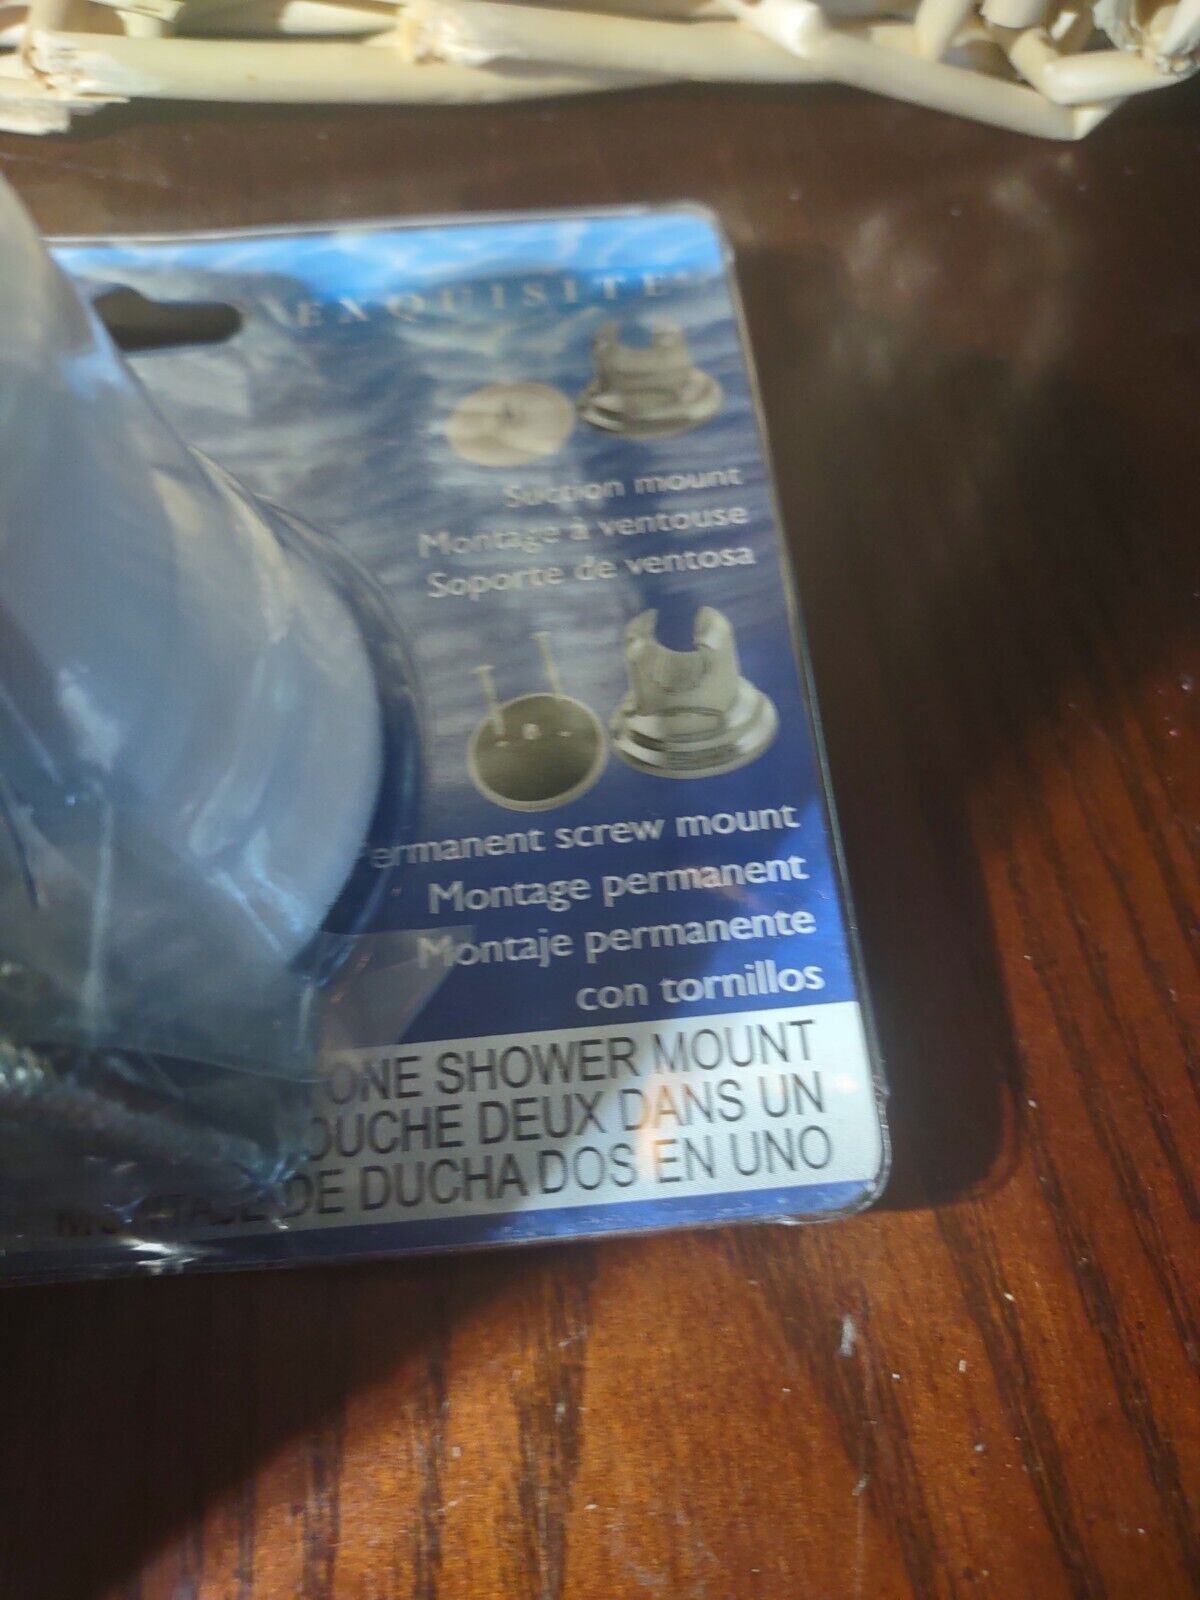 EXQUISITE
Suction mount
Montage à ventouse
Soporte de ventosa
ermanent screw mount
Montage permanent
Montaje permanente
con tornillos
ONE SHOWER MOUNT
OUCHE DEUX DANS UN
MONTAJE DE DUCHA DOS EN UNO